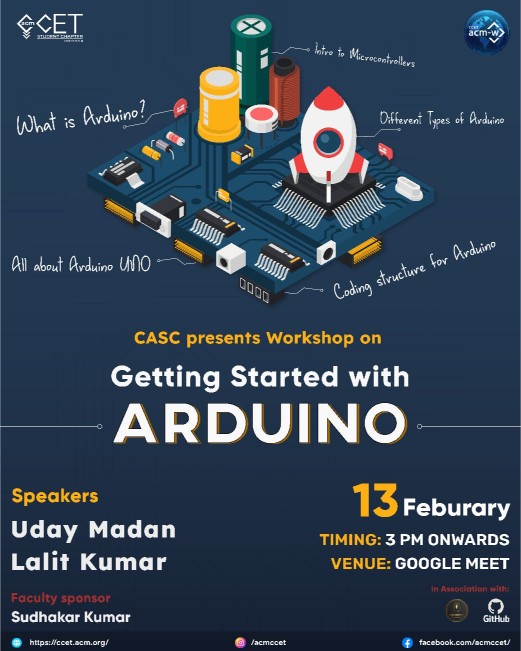 acm CCET
STUDENT CHAPTER
CCET
acm-w
Intro to Microcontrollers
What is Arduino?
Different Types of Arduino
All about Arduino UNO
Coding structure for Arduino
CASC presents Workshop on
Getting Started with
ARDUINO
Speakers
Uday Madan
Lalit Kumar
13 Feburary
TIMING: 3 PM ONWARDS
VENUE: GOOGLE MEET
Faculty sponsor
Sudhakar Kumar
In Association with:
GitHub
https://ccet.acm.org/
/acmccet
facebook.com/acmccet/